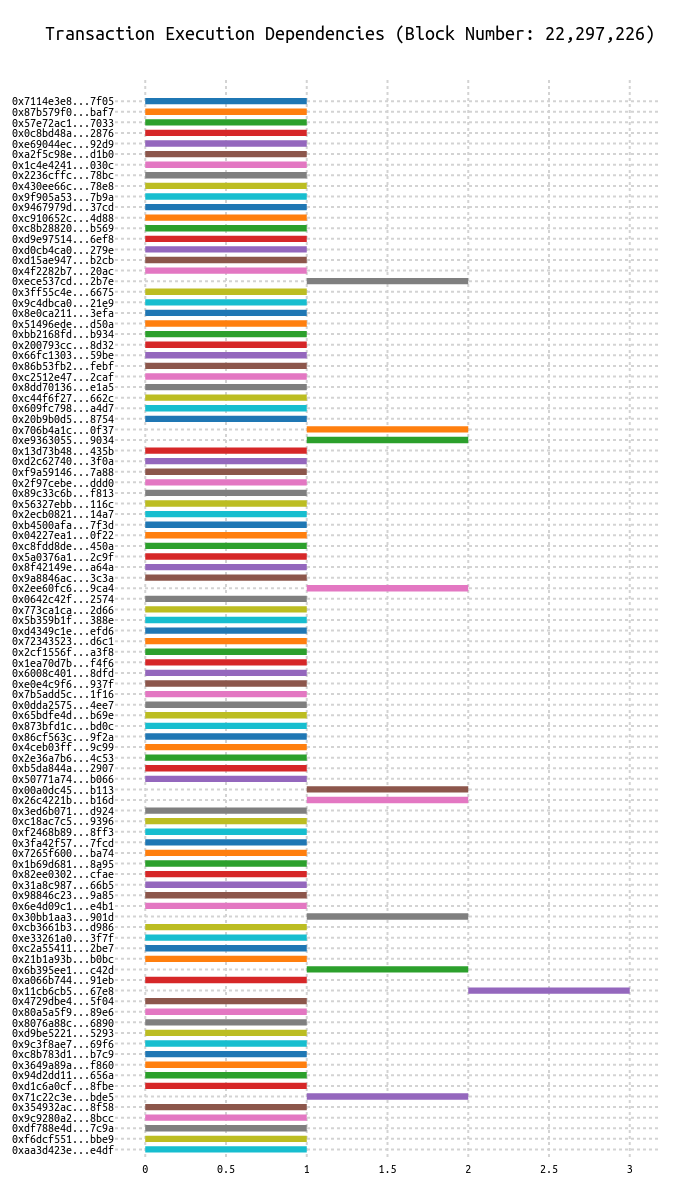 Transaction Execution Dependencies (Block Number: 22,297,226)
0x7114e3e8...7f05
0x87b579f0...baf7
0x57e72ac1...7033
0x0c8bd48a...2876
0xe69044ec...92d9
0xa2f5c98e...d1b0
0x1c4e4241...030c
0x2236cffc...78bc
0x430ee66c...78e8
0x9f905a53...7b9a
0x9467979d...37cd
0xc910652c...4d88
0xc8b28820...b569
0xd9e97514...6ef8
0xd0cb4ca0...279e
0xd15ae947...b2cb
0x4f2282b7...20ac
0xece537cd...2b7e
0x3ff55c4e...6675
0x9c4dbca0...21e9
0x8e0ca211...3efa
0x51496ede...d50a
0xbb2168fd...b934
0x200793cc...8d32
0x66fc1303...59be
0x86b53fb2...febf
0xc2512e47...2caf
0x8dd70136...e1a5
0xc44f6f27...662c
0x609fc798...a4d7
0x20b9b0d5...8754
0x706b4a1c...0f37
0xe9363055...9034
0x13d73b48...435b
0xd2c62740...3f0a
0xf9a59146...7a88
0x2f97cebe...ddd0
0x89c33c6b...f813
0x56327ebb...116c
0x2ecb0821...14a7
0xb4500afa...7f3d
0x04227ea1...0f22
0xc8fdd8de...450a
0x5a0376a1...2c9f
0x8f42149e...a64a
0x9a8846ac...3c3a
0x2ee60fc6...9ca4
0x0642c42f...2574
0x773ca1ca...2d66
0x5b359b1f...388e
0xd4349c1e...efd6
0x72343523...d6c1
0x2cf1556f...a3f8
0x1ea70d7b...f4f6
0x6008c401...8dfd
0xe0e4c9f6...937f
0x7b5add5c...1f16
0x0dda2575...4ee7
0x65bdfe4d...b69e
0x873bfd1c...bd0c
0x86cf563c...9f2a
0x4ceb03ff...9c99
0x2e36a7b6...4c53
0xb5da844a...2907
0x50771a74...b066
0x00a0dc45...b113
0x26c4221b...b16d
0x3ed6b071...d924
0xc18ac7c5...9396
0xf2468b89...8ff3
0x3fa42f57...7fcd
0x7265f600...ba74
0x1b69d681...8a95
0x82ee0302...cfae
0x31a8c987...66b5
0x98846c23...9a85
0x6e4d09c1...e4b1
0x30bb1aa3...901d
0xcb3661b3...d986
0xe33261a0...3f7f
0xc2a55411...2be7
0x21b1a93b...b0bc
0x6b395ee1...c42d
0xa066b744...91eb
0x11cb6cb5...67e8
0x4729dbe4...5f04
0x80a5a5f9...89e6
0x8076a88c...6890
0xd9be5221...5293
0x9c3f8ae7...69f6
0xc8b783d1...b7c9
0x3649a89a...f860
0x94d2dd11...656a
0xd1c6a0cf...8fbe
0x71c22c3e...bde5
0x354932ac...8f58
0x9c9280a2...8bcc
0xdf788e4d...7c9a
0xf6dcf551...bbe9
0xaa3d423e...e4df
0 0.5 1 1.5 2 2.5 3